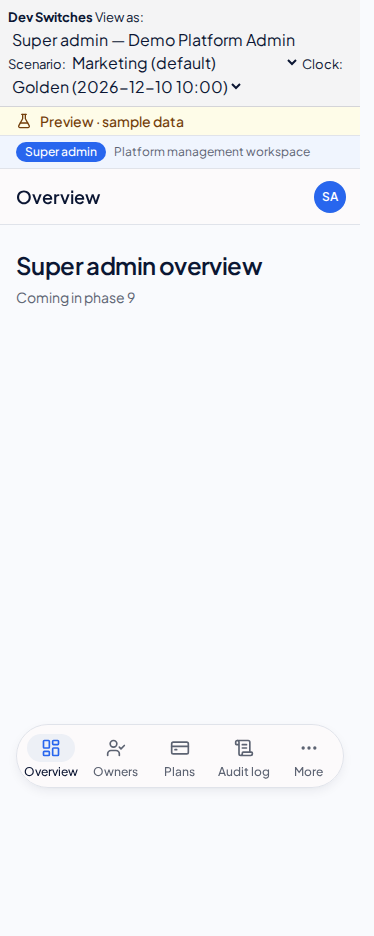 Dev Switches View as:
Super admin — Demo Platform Admin
Scenario: Marketing (default) Clock:
Golden (2026-12-10 10:00)
Preview · sample data
Super admin Platform management workspace
Overview SA
Super admin overview
Coming in phase 9
Overview Owners Plans Audit log More